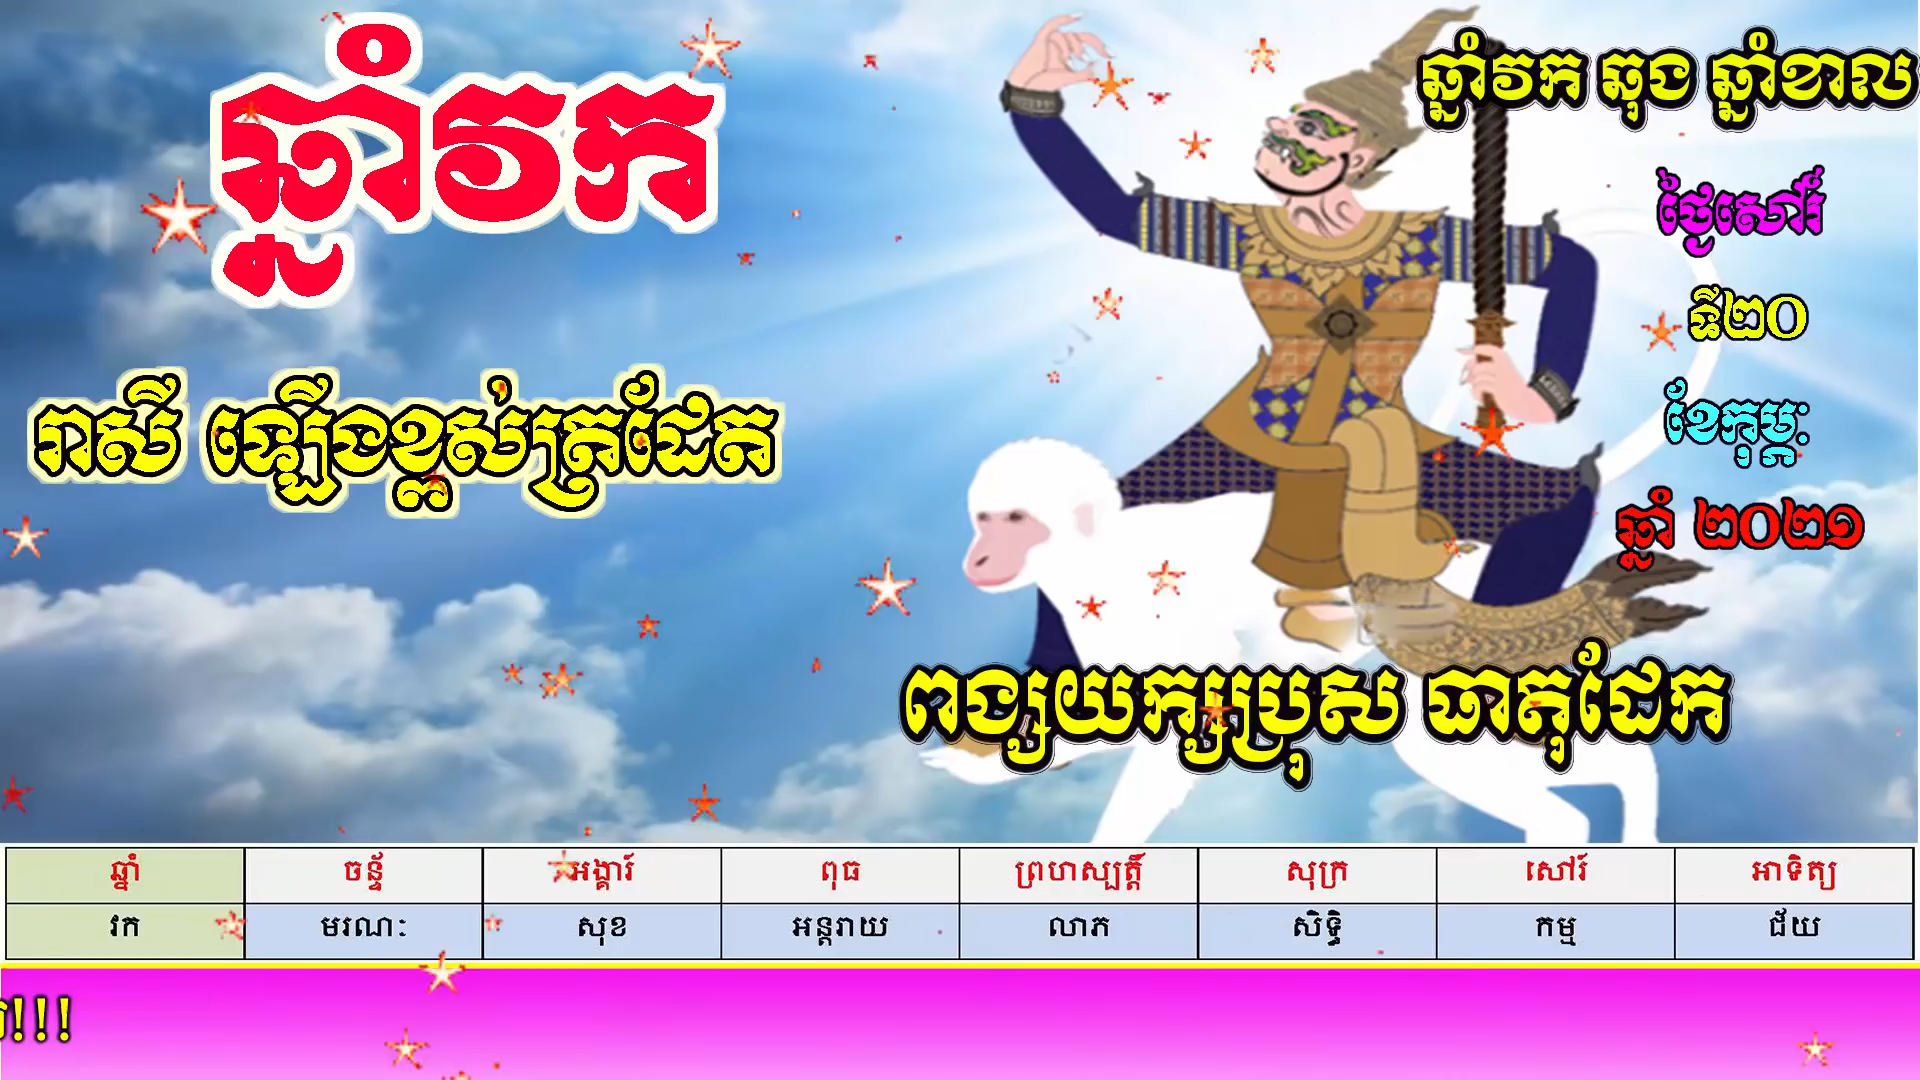 ឆ្នាំវក
ឆ្នាំវក ឆុង ឆ្នាំខាល
ថ្ងៃសៅរ៍
ទី២០
ខែកុម្ភៈ
ឆ្នាំ ២០២១
រាសី ឡើងខ្ពស់ត្រដែត
ពង្សយក្សប្រុស ធាតុដែក
ឆ្នាំ ចន្ទ័ អង្គារ៍ ពុធ ព្រហស្បត្តិ៍ សុក្រ សៅរ៍ អាទិត្យ
វក មរណៈ សុខ អន្តរាយ លាភ សិទ្ធិ កម្ម ជ័យ
!!!